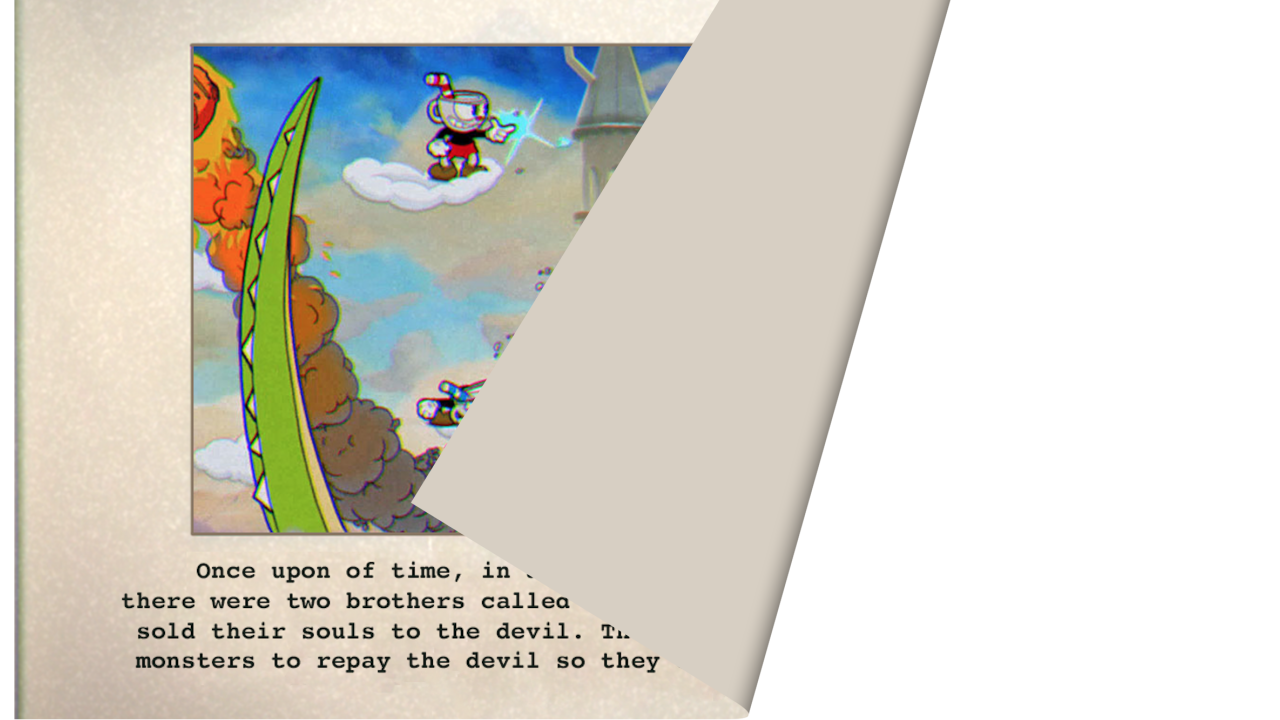 Once upon of time, in
there were two brothers called
sold their souls to the devil.
monsters to repay the devil so they